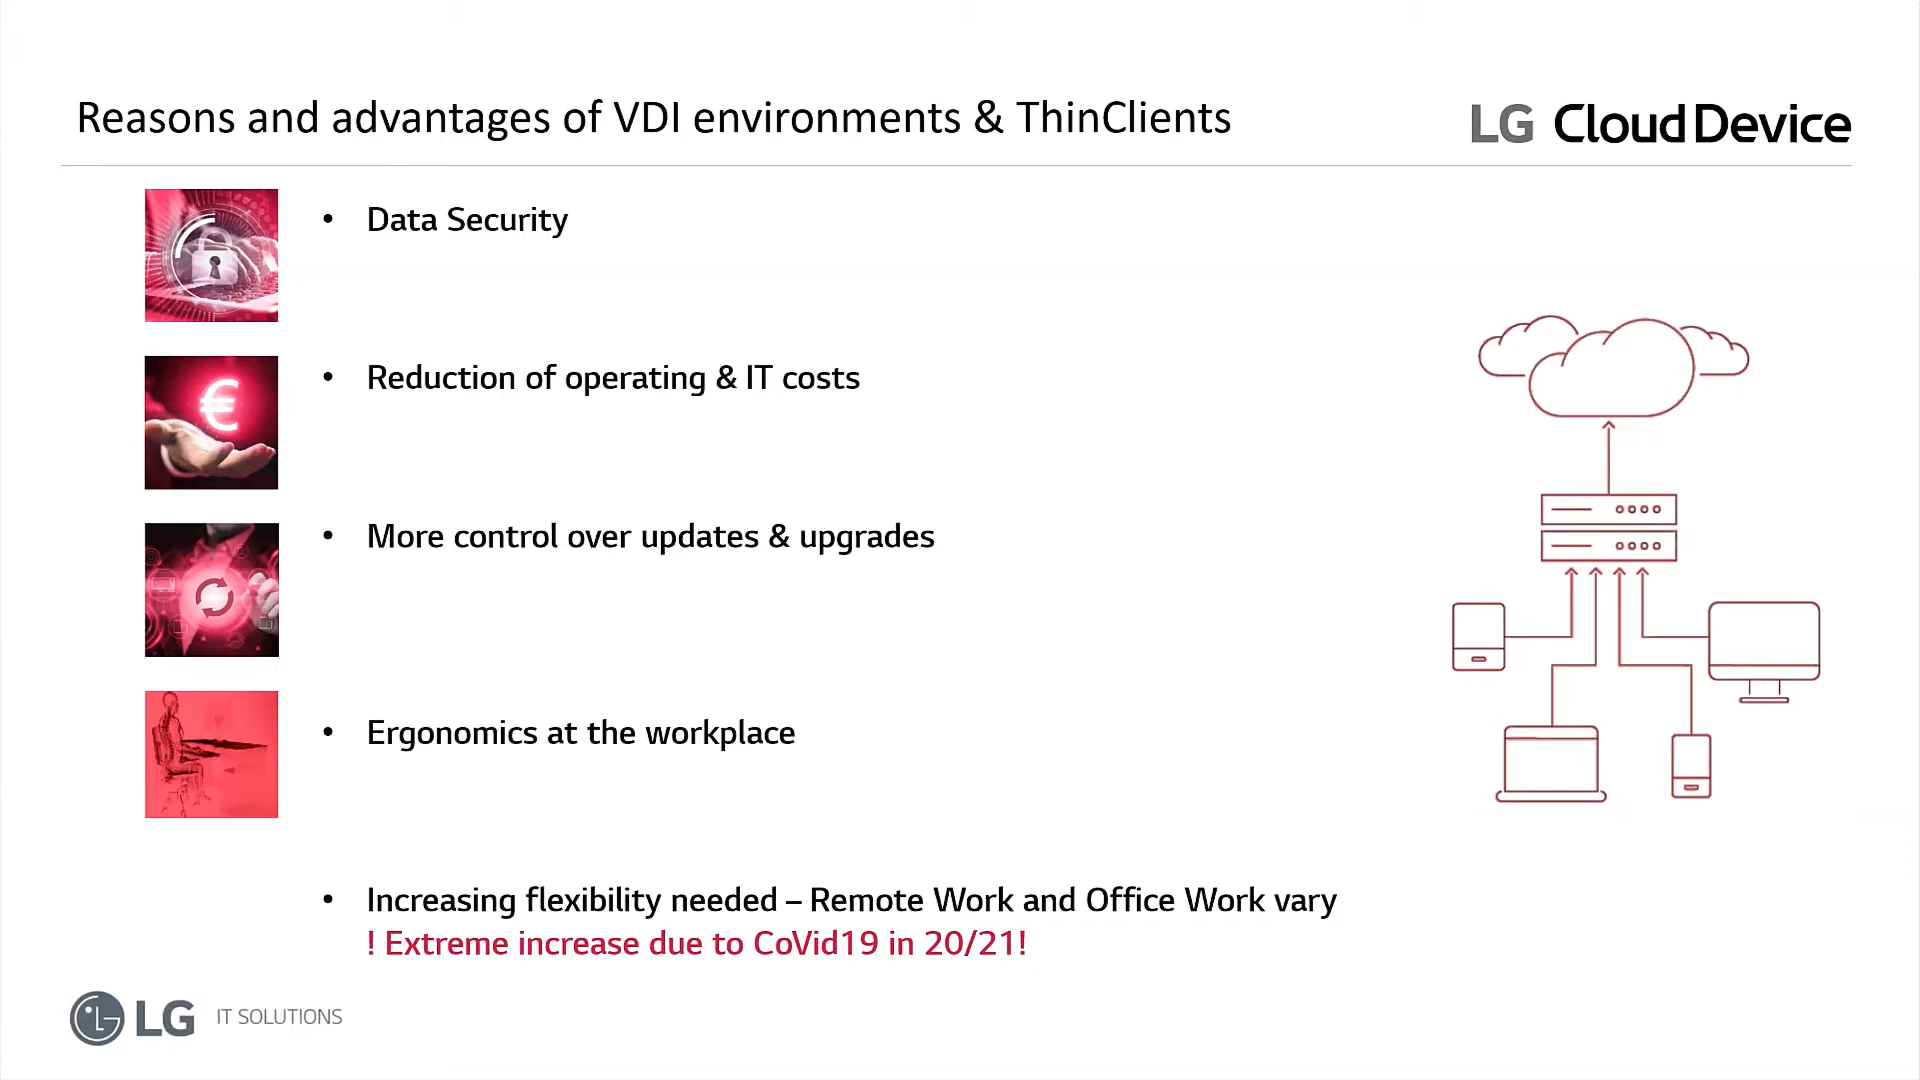 Reasons and advantages of VDI environments & ThinClients
LG Cloud Device
• Data Security
• Reduction of operating & IT costs
• More control over updates & upgrades
• Ergonomics at the workplace
• Increasing flexibility needed – Remote Work and Office Work vary
! Extreme increase due to CoVid19 in 20/21!
LG IT SOLUTIONS